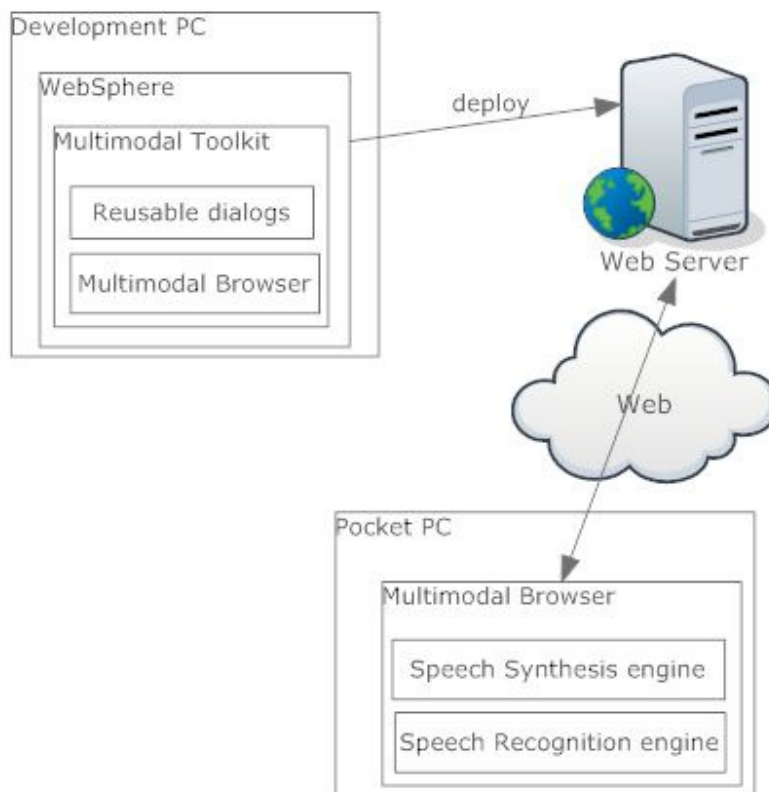 Development PC
WebSphere
Multimodal Toolkit
Reusable dialogs
Multimodal Browser
deploy
Web Server
Web
Pocket PC
Multimodal Browser
Speech Synthesis engine
Speech Recognition engine